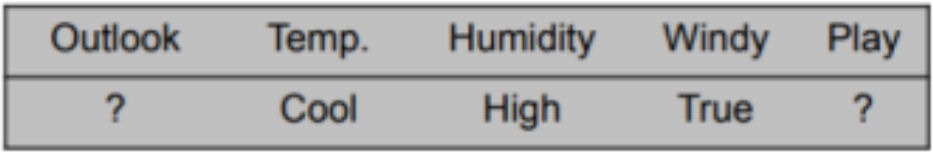 Outlook Temp. Humidity Windy Play
? Cool High True ?